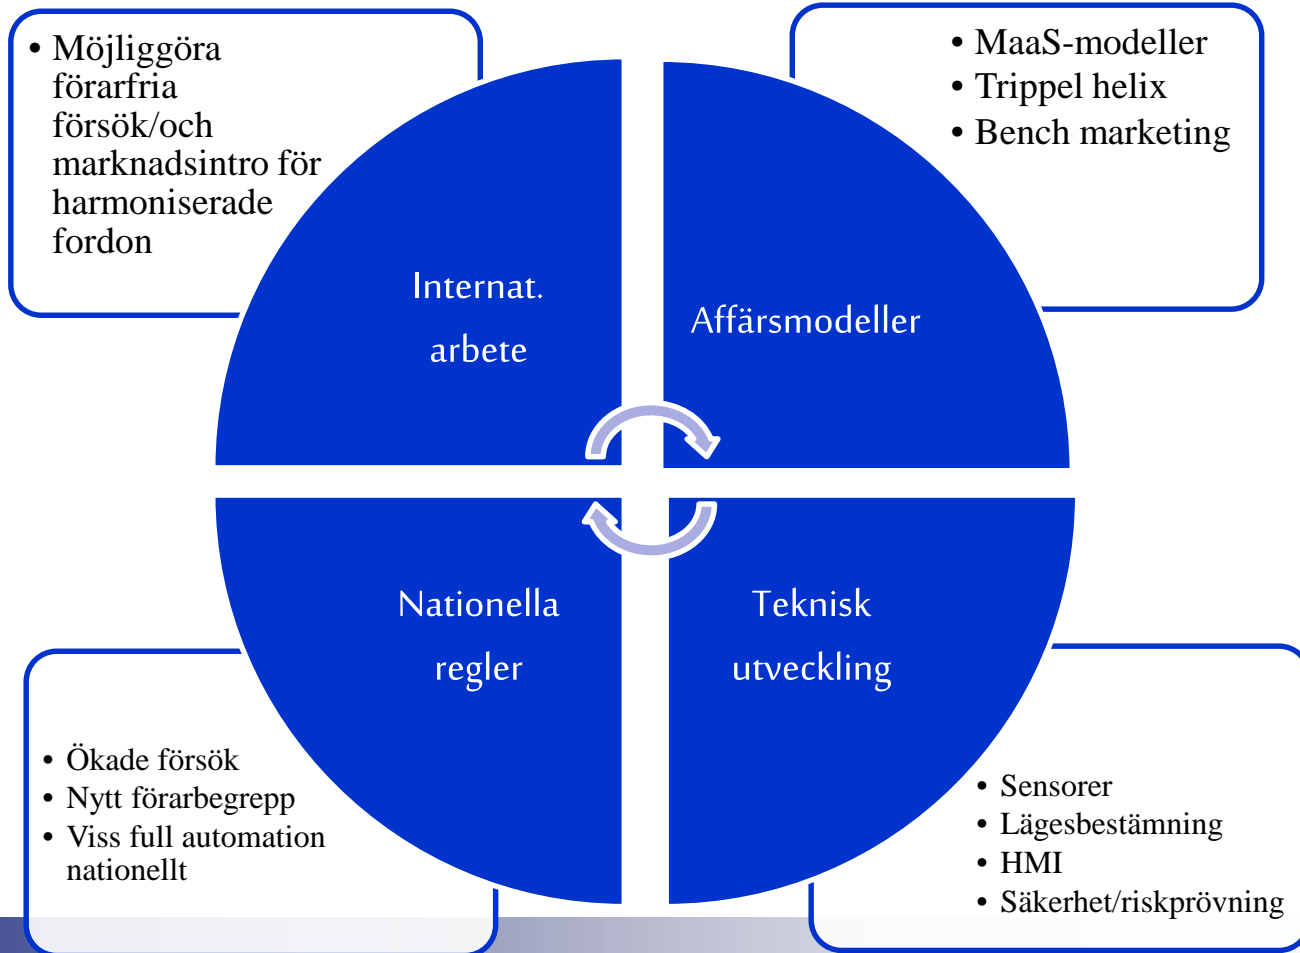 • Möjliggöra
förarfria
försök/och
marknadsintro för
harmoniserade
fordon
• MaaS-modeller
• Trippel helix
• Bench marketing
Internat.
arbete
Affärsmodeller
Nationella
regler
Teknisk
utveckling
• Ökade försök
• Nytt förarbegrepp
• Viss full automation
nationellt
• Sensorer
• Lägesbestämning
• HMI
• Säkerhet/riskprövning